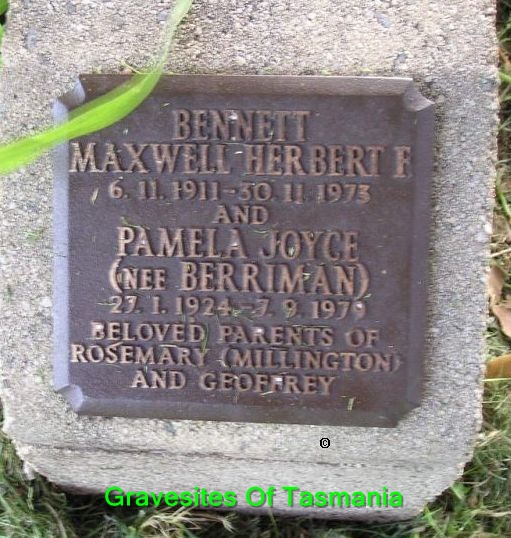 BENNETT
MAXWELL HERBERT F.
6. 11. 1911 - 30. 11. 1973
AND
PAMELA JOYCE
(NEE BERRIMAN)
27. 1. 1924 - 7. 9. 1979
BELOVED PARENTS OF
ROSEMARY (MILLINGTON)
AND GEOFFREY
©
Gravesites Of Tasmania